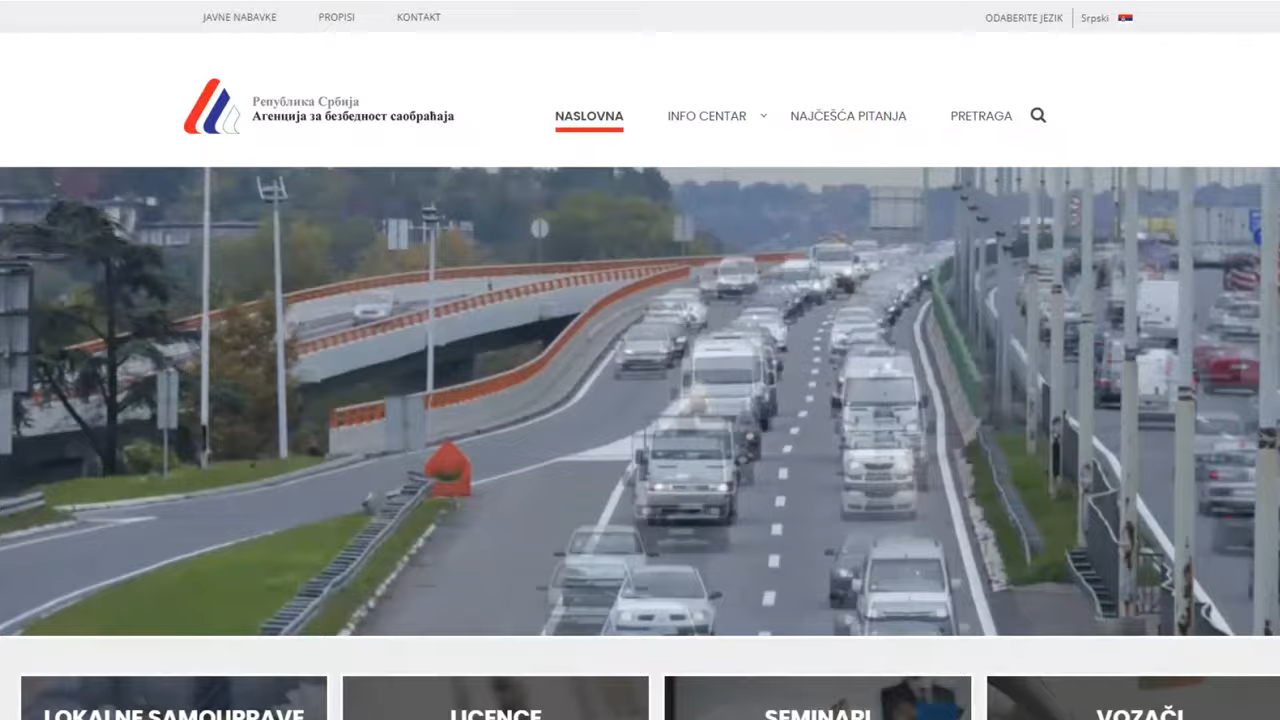 JAVNE NABAVKE PROPISI KONTAKT ODABERITE JEZIK Srpski
Република Србија
Агенција за безбедност саобраћаја
NASLOVNA INFO CENTAR NAJČEŠĆA PITANJA PRETRAGA
LOKALNE SAMOUPRAVE LICENCE SEMINARI VOZAČI